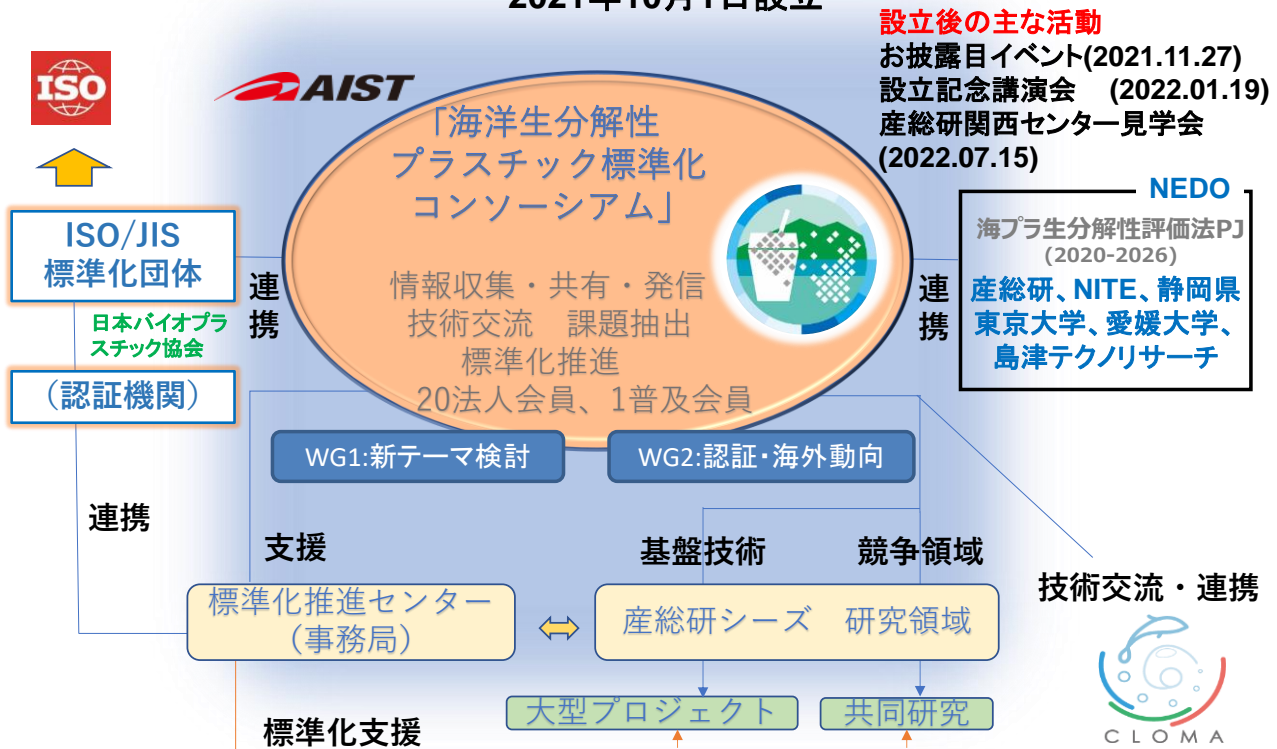 2021年10月1日設立
設立後の主な活動
お披露目イベント(2021.11.27)
設立記念講演会 (2022.01.19)
産総研関西センター見学会
(2022.07.15)
ISO
AIST
「海洋生分解性
プラスチック標準化
コンソーシアム」
情報収集・共有・発信
技術交流 課題抽出
標準化推進
20法人会員、1普及会員
ISO/JIS
標準化団体
連携
日本バイオプラ
スチック協会
（認証機関）
連携
NEDO
海プラ生分解性評価法PJ
(2020-2026)
産総研、NITE、静岡県
東京大学、愛媛大学、
島津テクノリサーチ
WG1:新テーマ検討
WG2:認証・海外動向
連携
支援
基盤技術
競争領域
技術交流・連携
標準化推進センター
（事務局）
産総研シーズ 研究領域
CLOMA
大型プロジェクト
共同研究
標準化支援